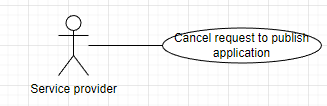 Cancel request to publish
application
Service provider